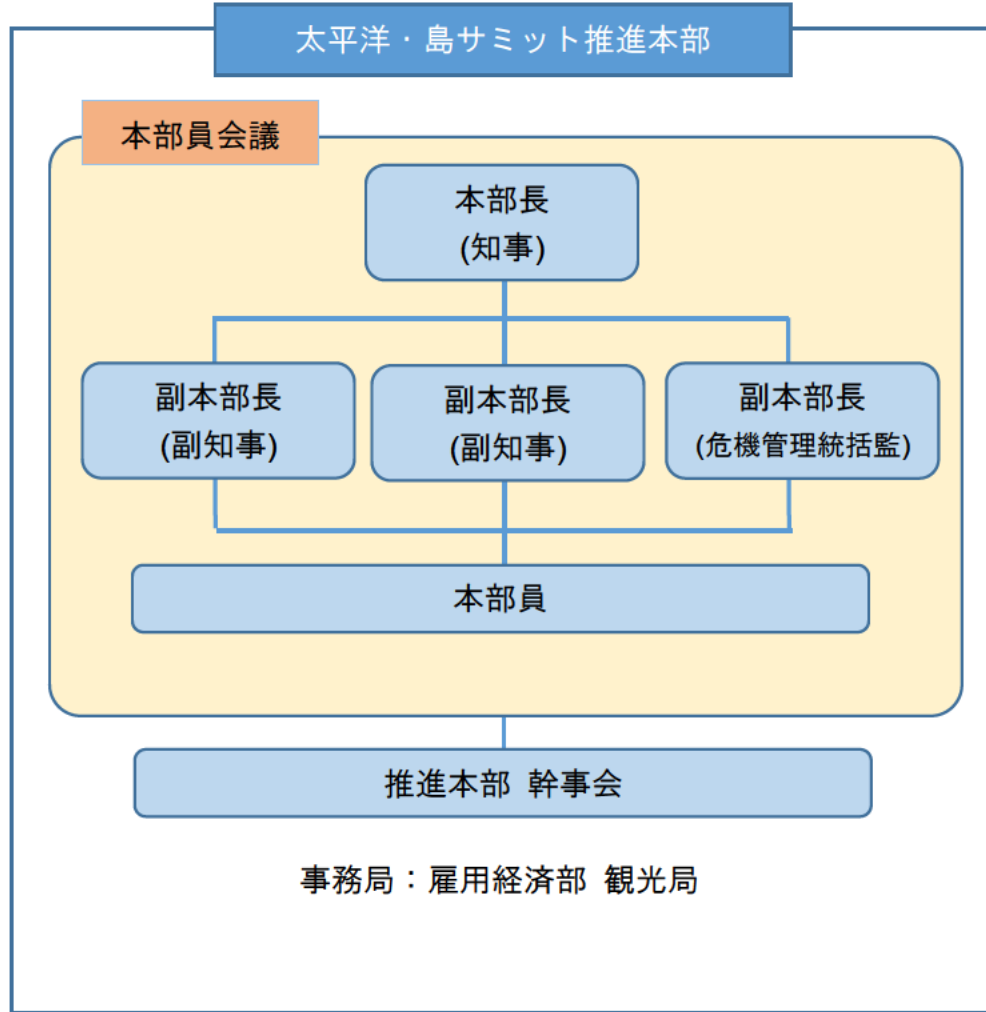 太平洋・島サミット推進本部
本部員会議
本部長
(知事)
副本部長
(副知事)
副本部長
(副知事)
副本部長
(危機管理統括監)
本部員
推進本部 幹事会
事務局：雇用経済部 観光局